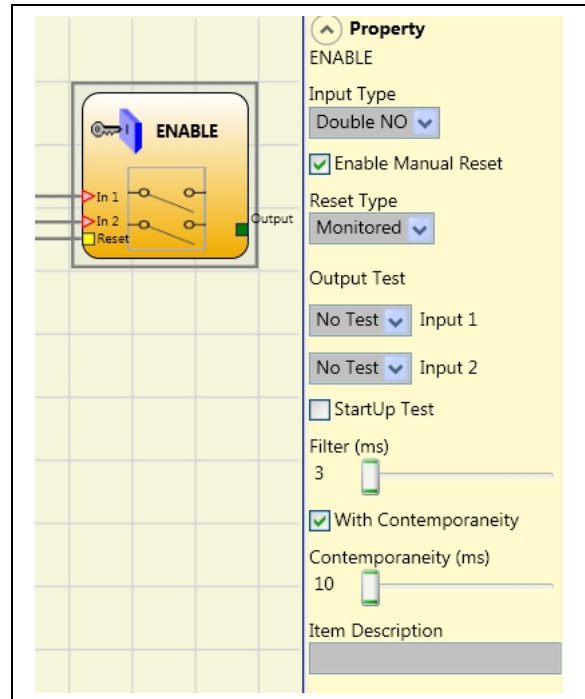 ENABLE
In 1
In 2
Reset
Output
Property
ENABLE
Input Type
Double NO
Enable Manual Reset
Reset Type
Monitored
Output Test
No Test Input 1
No Test Input 2
StartUp Test
Filter (ms)
3
With Contemporaneity
Contemporaneity (ms)
10
Item Description